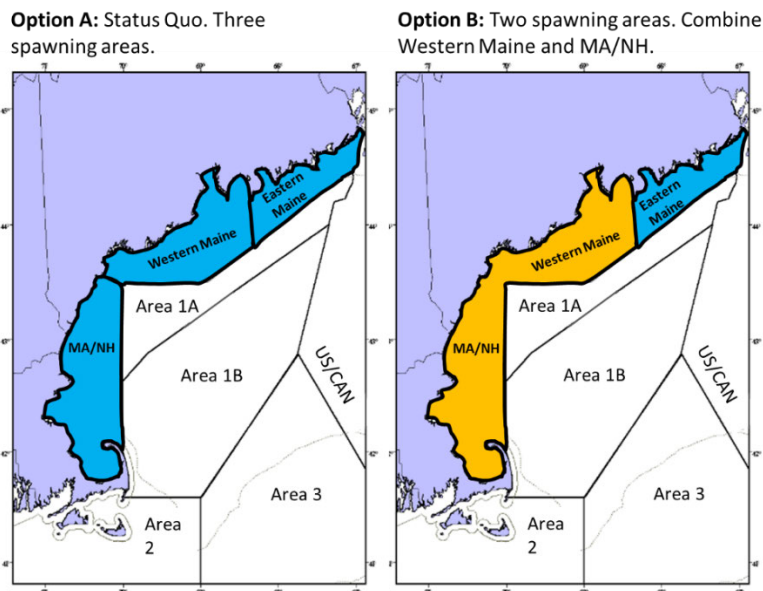 Option A: Status Quo. Three
spawning areas.
Eastern
Maine
Western Maine
Area 1A
MA/NH
Area 1B
US/CAN
Area 3
Area
2
Option B: Two spawning areas. Combine
Western Maine and MA/NH.
Eastern
Maine
Western Maine
Area 1A
MA/NH
Area 1B
US/CAN
Area 3
Area
2